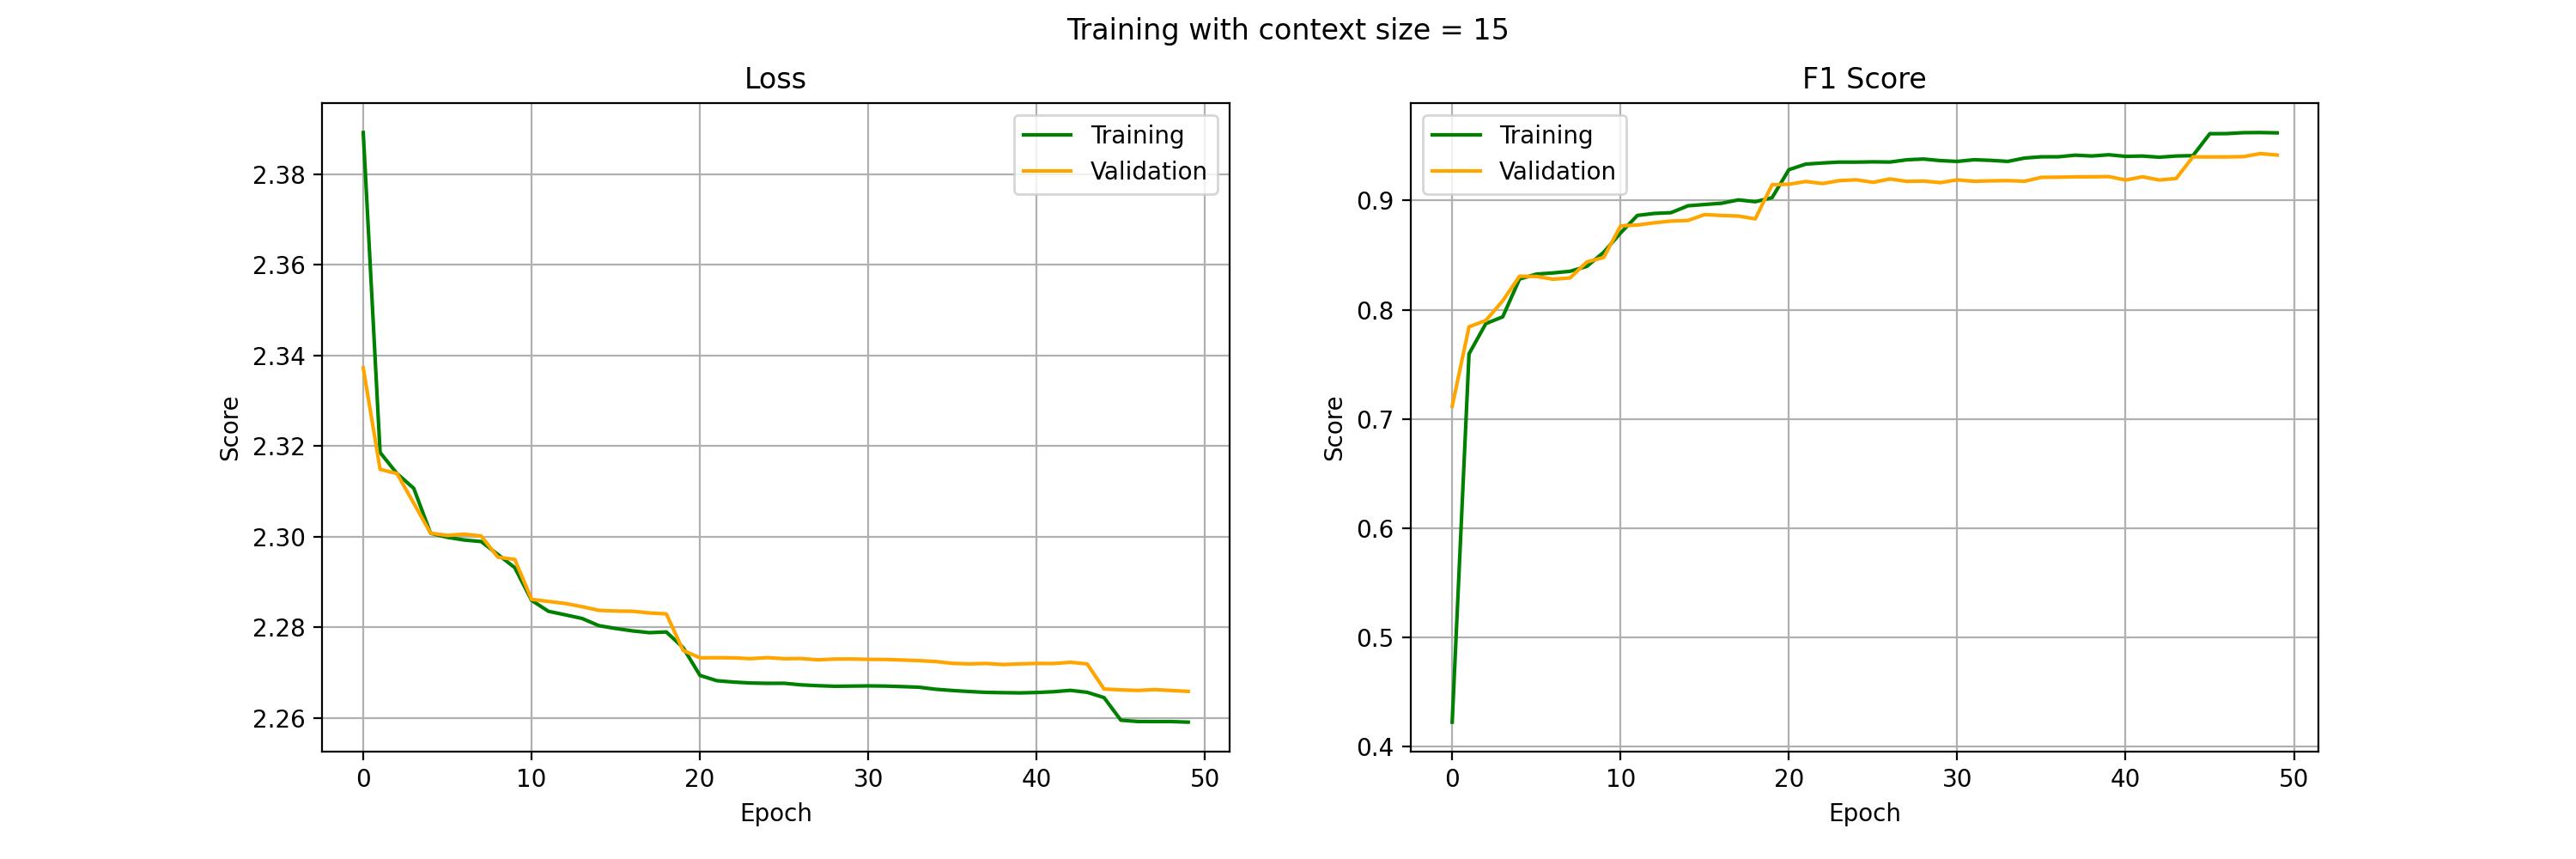 Training with context size = 15
Loss
Training
Validation
2.38
2.36
2.34
2.32
2.30
2.28
2.26
Score
0 10 20 30 40 50
Epoch
F1 Score
Training
Validation
0.9
0.8
0.7
0.6
0.5
0.4
Score
0 10 20 30 40 50
Epoch